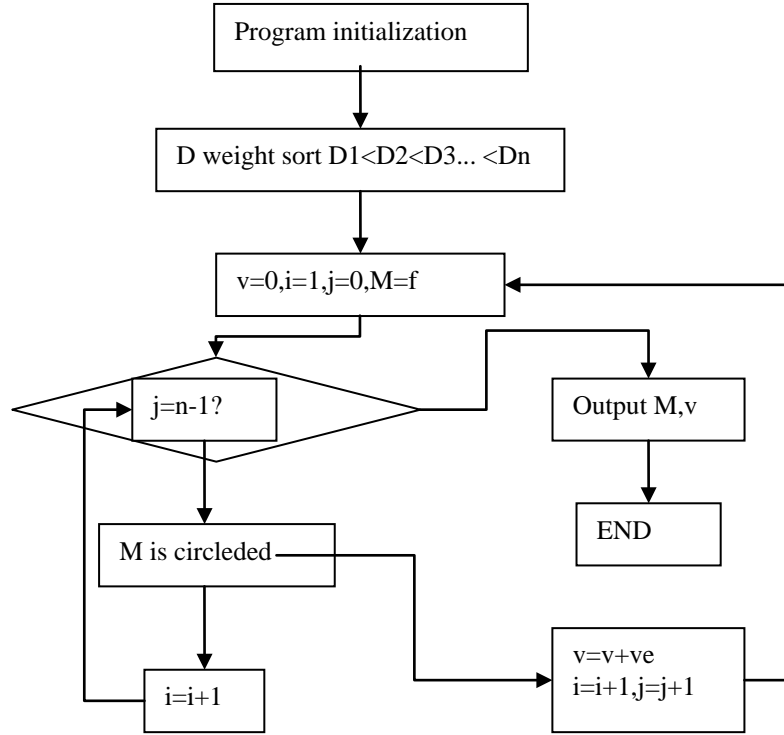 Program initialization
D weight sort D1<D2<D3... <Dn
v=0,i=1,j=0,M=f
j=n-1?
Output M,v
M is circleded
END
v=v+ve
i=i+1,j=j+1
i=i+1